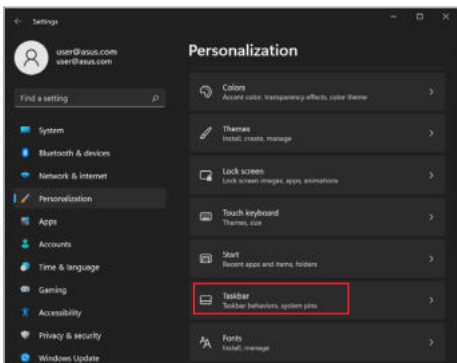 Settings
user@asus.com
user@asus.com
Find a setting
System
Bluetooth & devices
Network & internet
Personalization
Apps
Accounts
Time & language
Gaming
Accessibility
Privacy & security
Windows Update
Personalization
Colors
Accent color, transparency effects, color theme
Themes
Install, create, manage
Lock screen
Lock screen images, apps, animations
Touch keyboard
Themes, size
Start
Recent apps and items, folders
Taskbar
Taskbar behaviors, system pins
Fonts
Install, manage